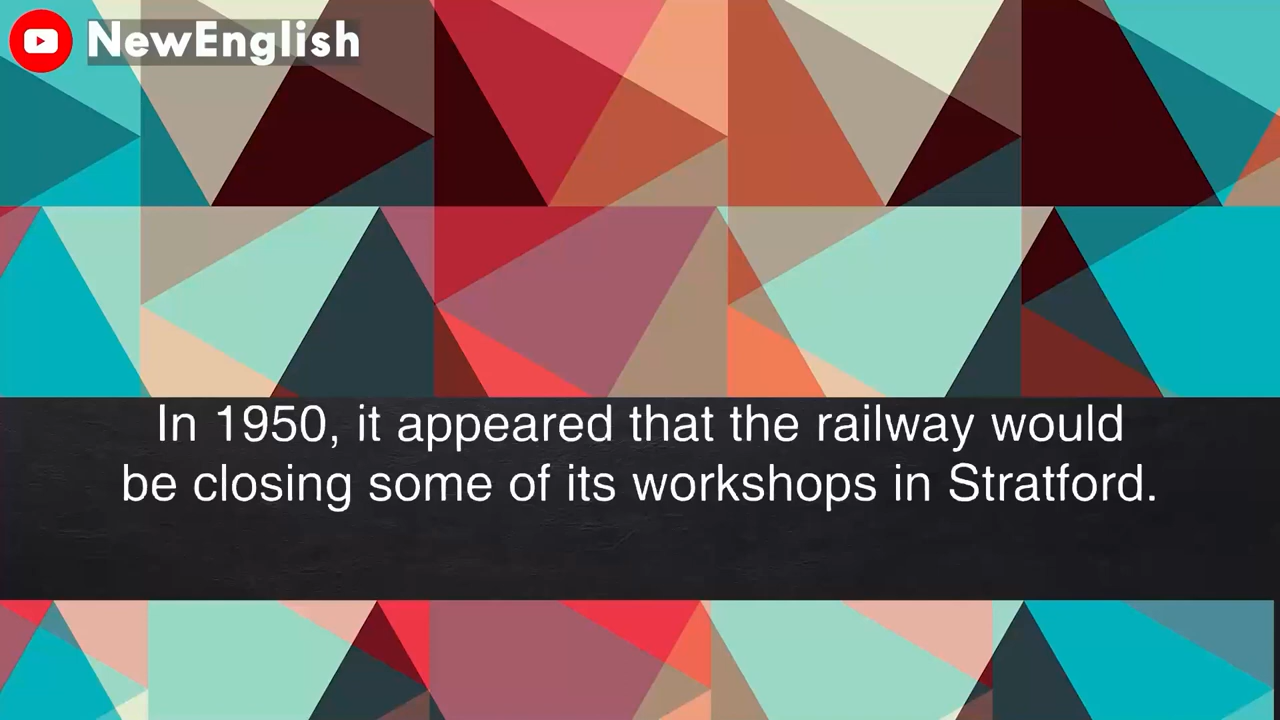 NewEnglish
In 1950, it appeared that the railway would
be closing some of its workshops in Stratford.